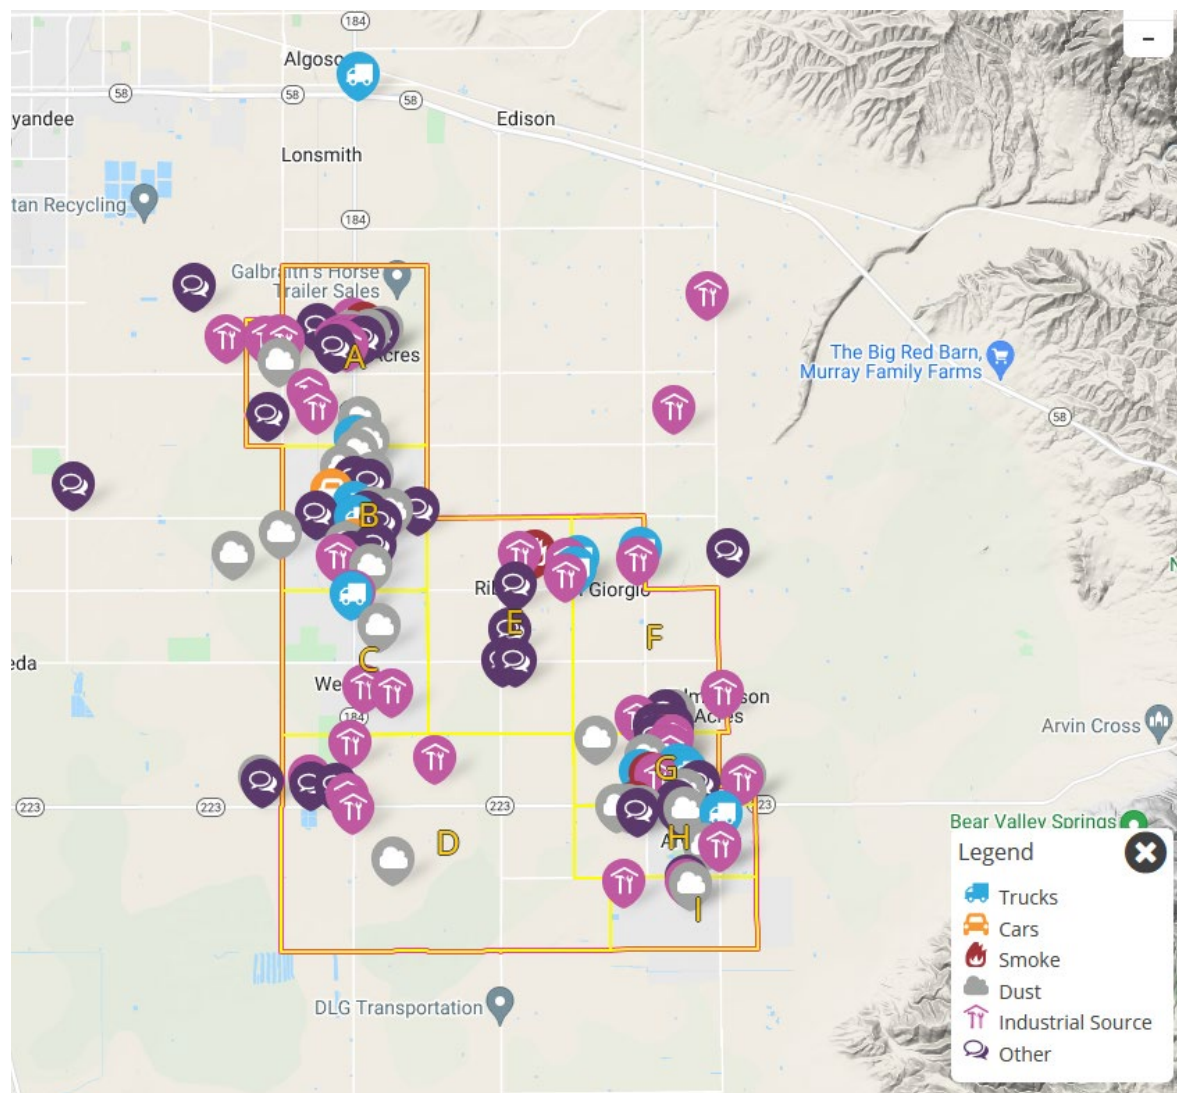 184
Algoso
58
58
58
yandee
Edison
Lonsmith
tan Recycling
184
Galbraith's Horse
Trailer Sales
A
Acres
The Big Red Barn,
Murray Family Farms
58
B
Giorgio
E
F
eda
C
We
184
son
Acres
Arvin Cross
G
223
223
223
23
D
H
Bear Valley Springs
I
DLG Transportation
-
Legend
Trucks
Cars
Smoke
Dust
Industrial Source
Other